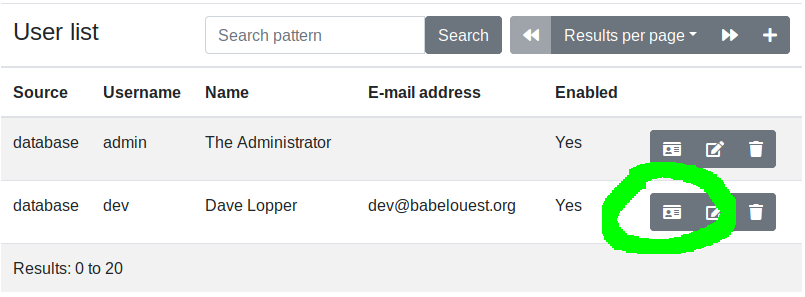 User list Search pattern Search Results per page
Source Username Name E-mail address Enabled
database admin The Administrator Yes
database dev Dave Lopper dev@babelouest.org Yes
Results: 0 to 20